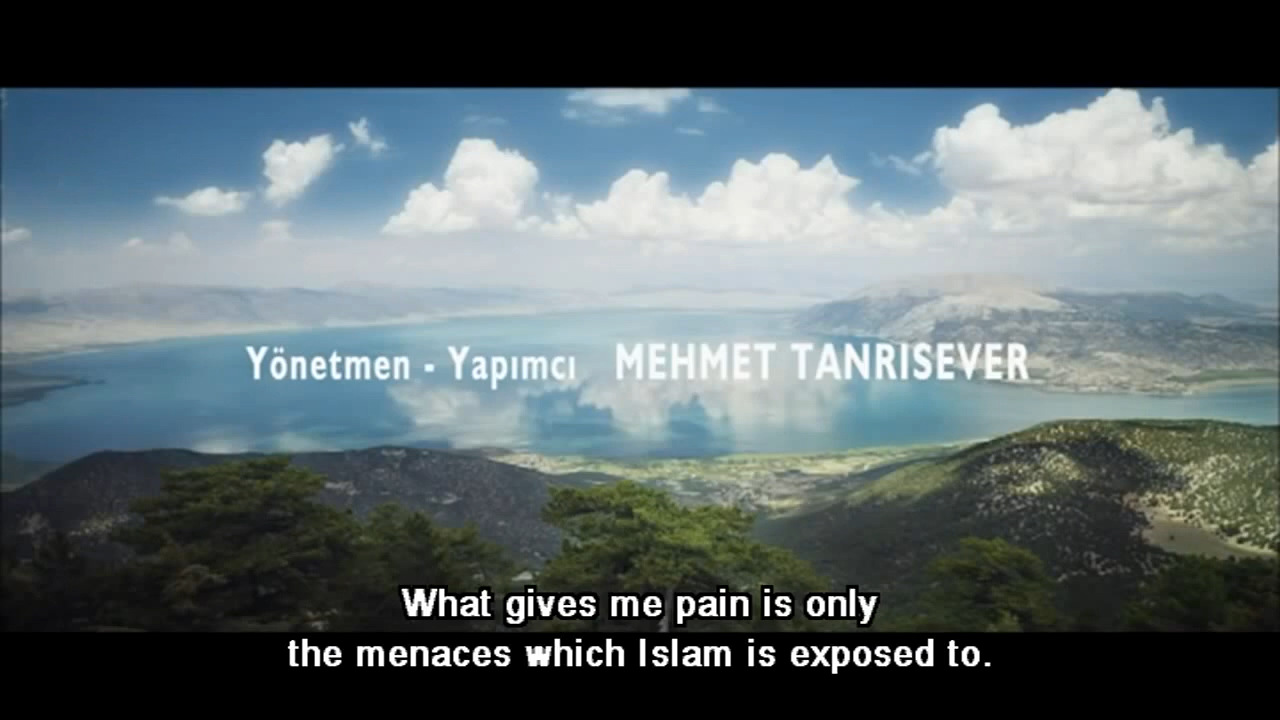 Yönetmen - Yapımcı MEHMET TANRISEVER
What gives me pain is only
the menaces which Islam is exposed to.